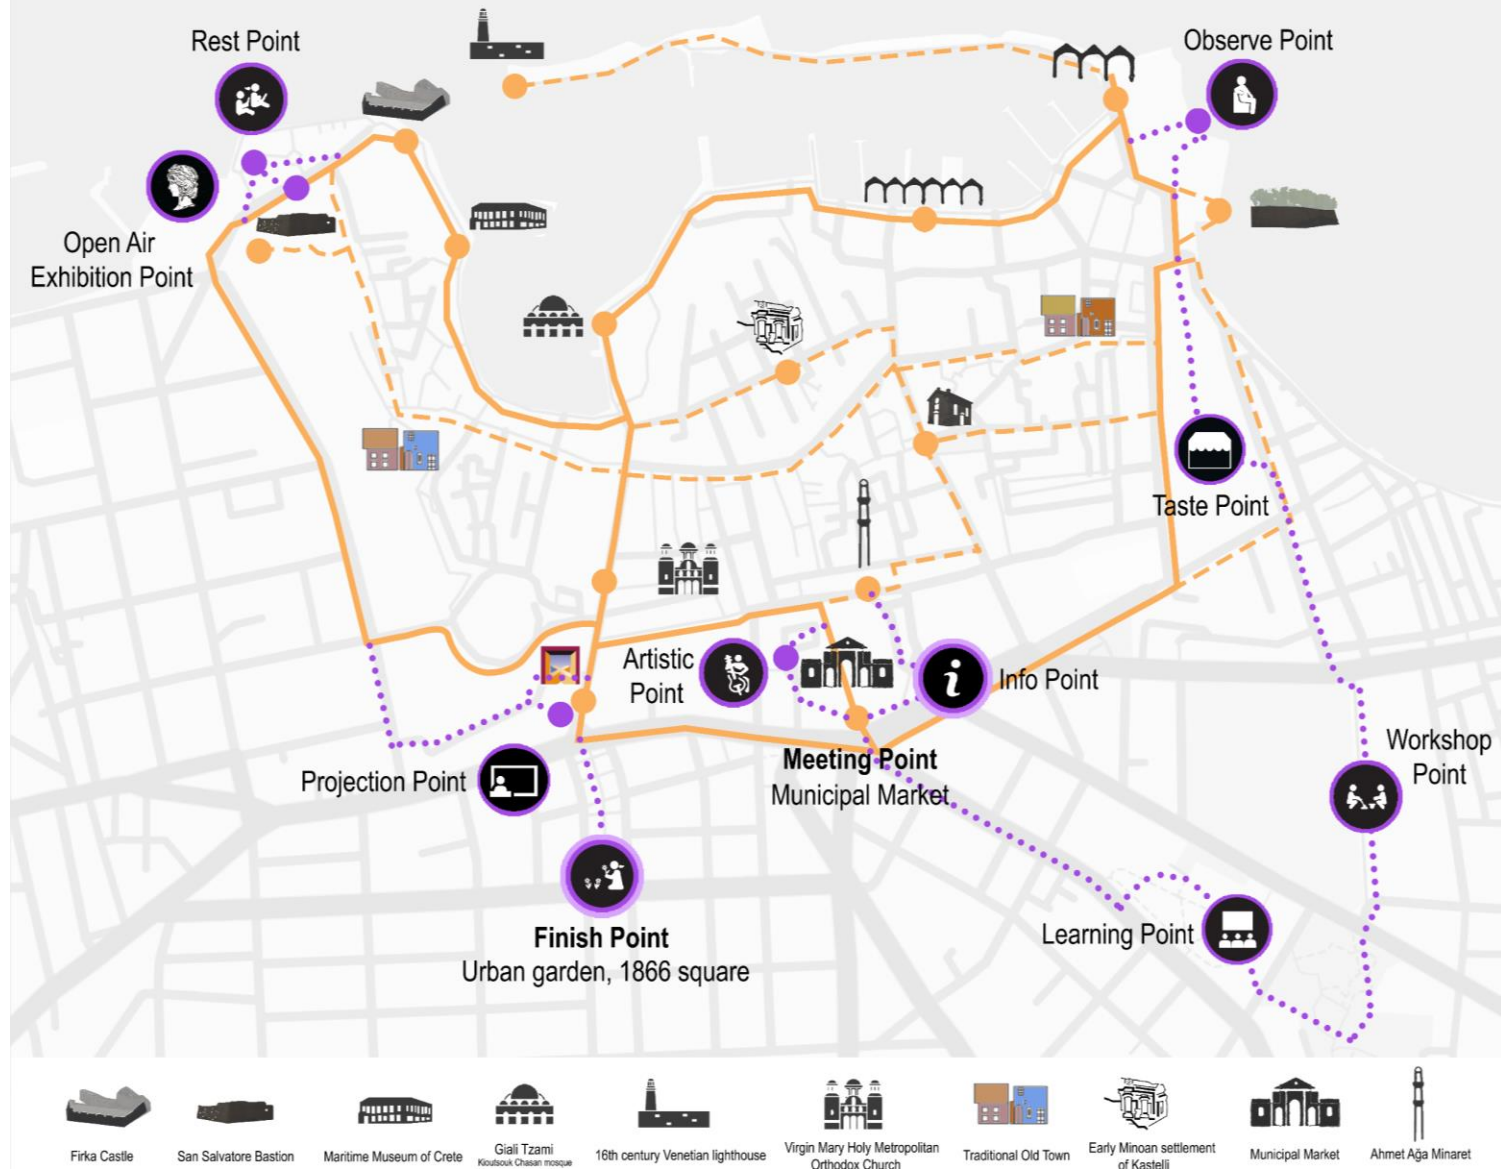 Rest Point
Observe Point
Open Air
Exhibition Point
Taste Point
Artistic
Point
i
Info Point
Projection Point
Meeting Point
Municipal Market
Workshop
Point
Learning Point
Finish Point
Urban garden, 1866 square
Firka Castle
San Salvatore Bastion
Maritime Museum of Crete
Giali Tzami
Kioutsouk Chasan mosque
16th century Venetian lighthouse
Virgin Mary Holy Metropolitan
Orthodox Church
Traditional Old Town
Early Minoan settlement
of Kastelli
Municipal Market
Ahmet Ağa Minaret